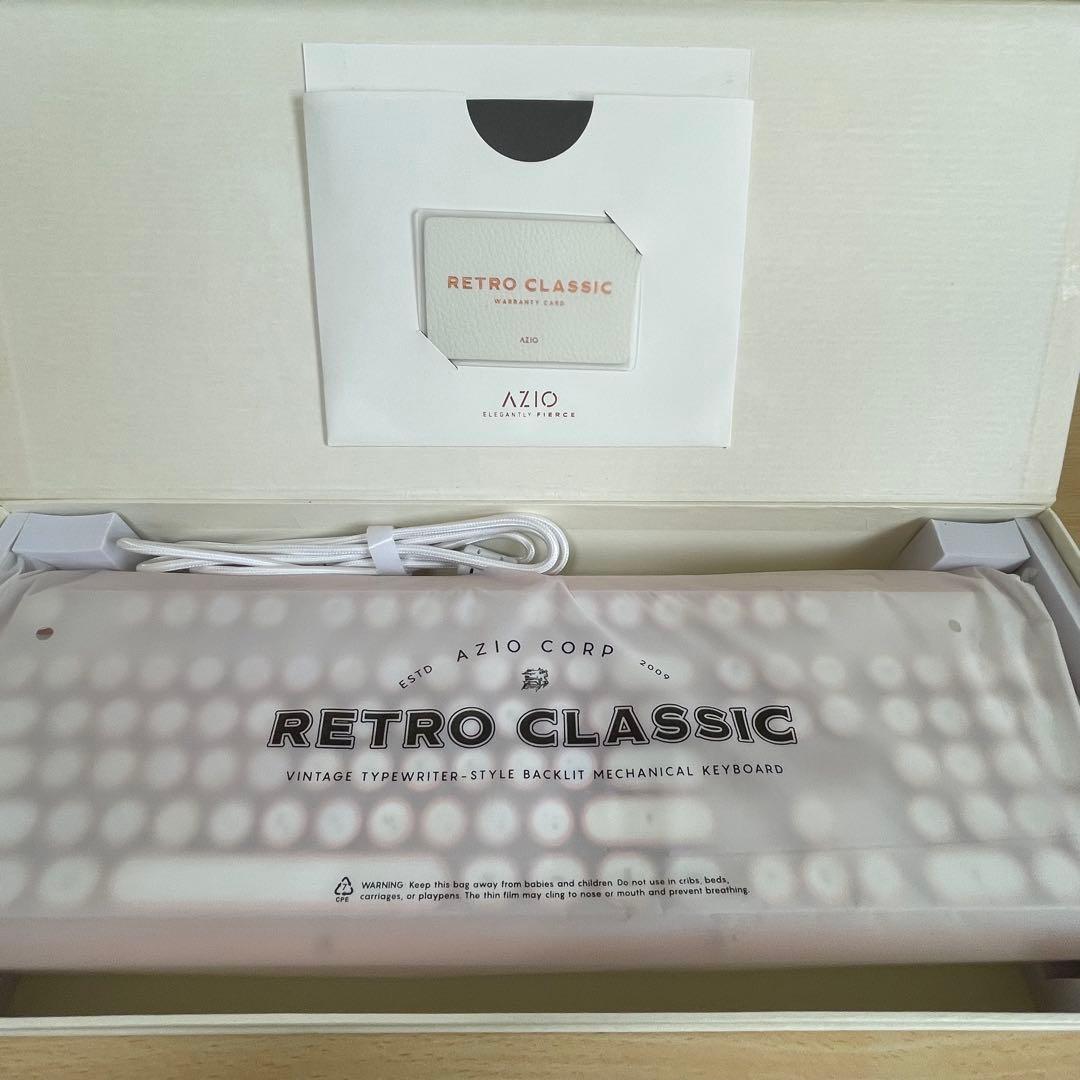 RETRO CLASSIC
WARRANTY CARD
AZIO
AZIO
ELEGANTLY FIERCE
AZIO CORP
ESTD 2009
RETRO CLASSIC
VINTAGE TYPEWRITER-STYLE BACKLIT MECHANICAL KEYBOARD
7
CPE
WARNING Keep this bag away from babies and children Do not use in cribs, beds,
carriages, or playpens. The thin film may cling to nose or mouth and prevent breathing.